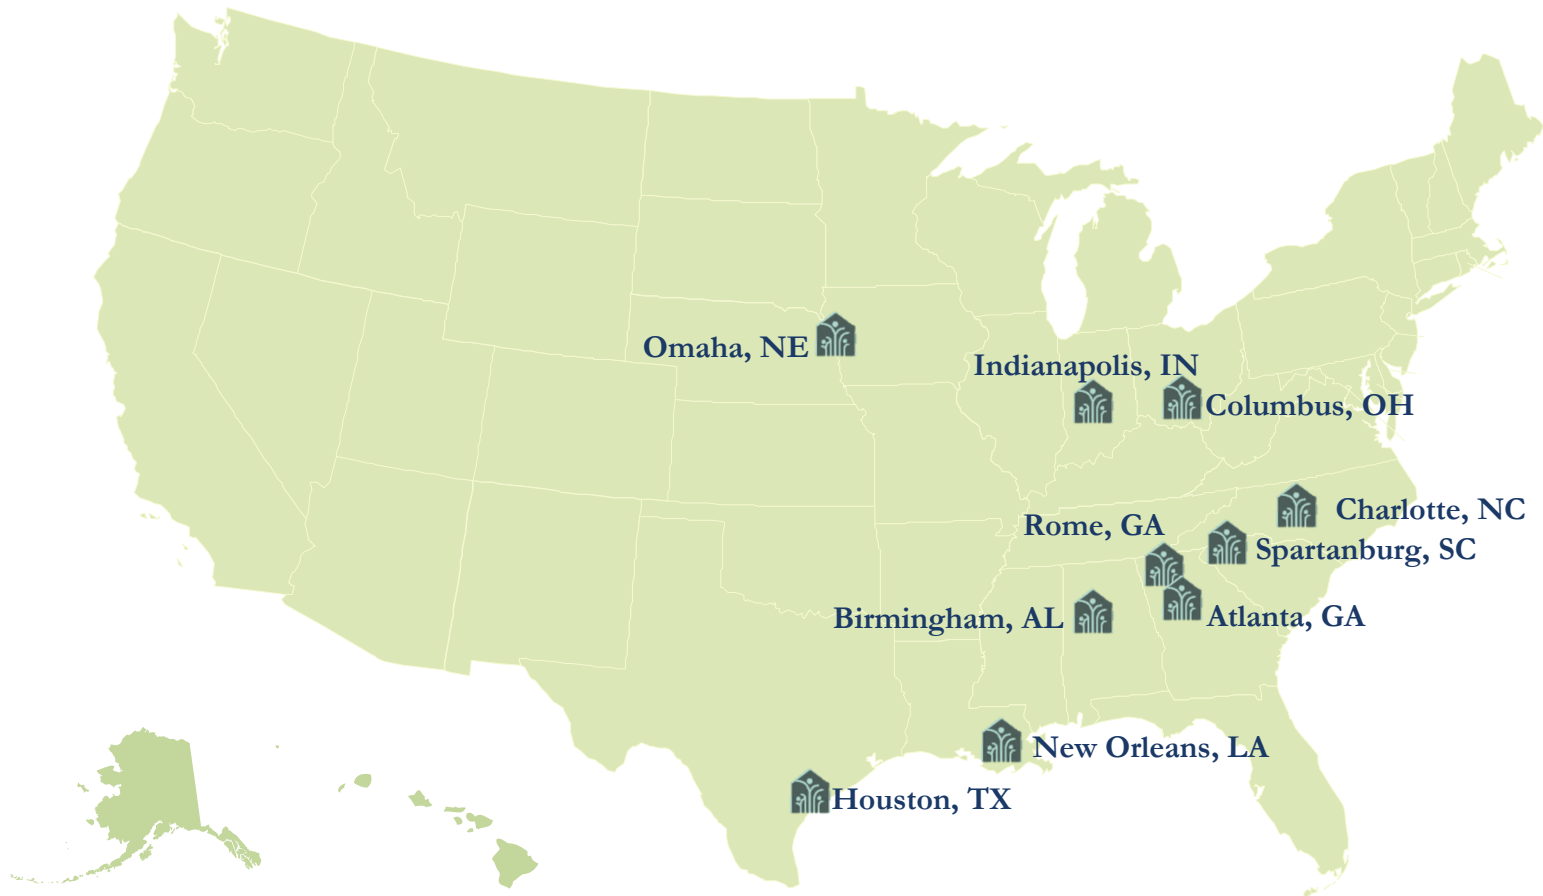 Omaha, NE
Indianapolis, IN
Columbus, OH
Charlotte, NC
Rome, GA
Spartanburg, SC
Birmingham, AL
Atlanta, GA
New Orleans, LA
Houston, TX